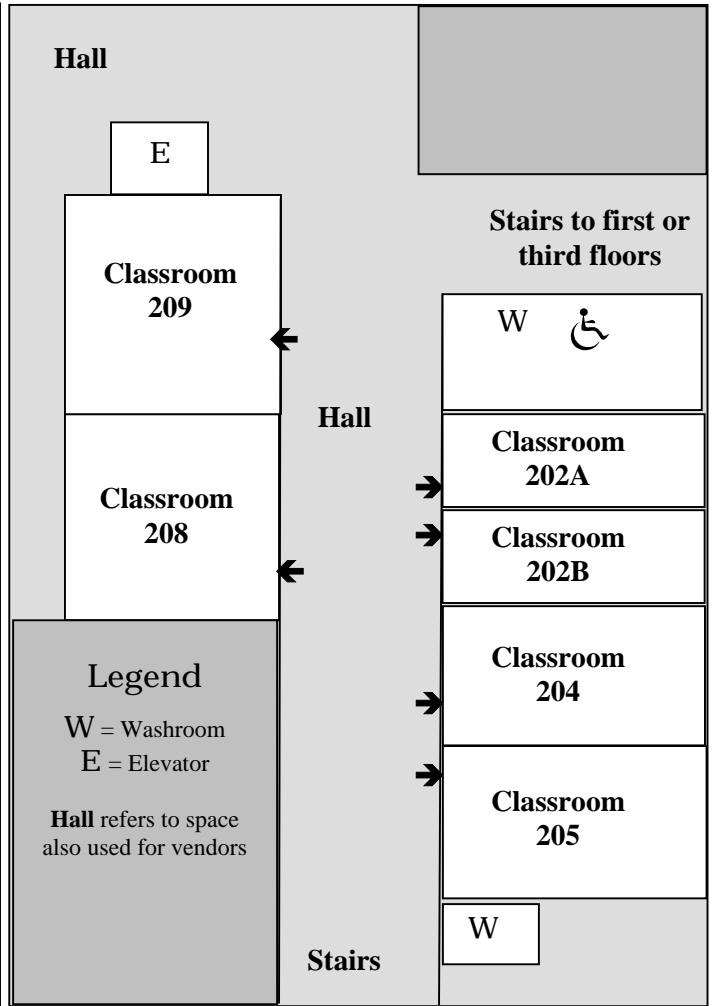 Hall
E
Stairs to first or
third floors
Classroom
209
W
Hall
Classroom
202A
Classroom
208
Classroom
202B
Classroom
204
Legend
W = Washroom
E = Elevator
Hall refers to space
also used for vendors
Classroom
205
W
Stairs